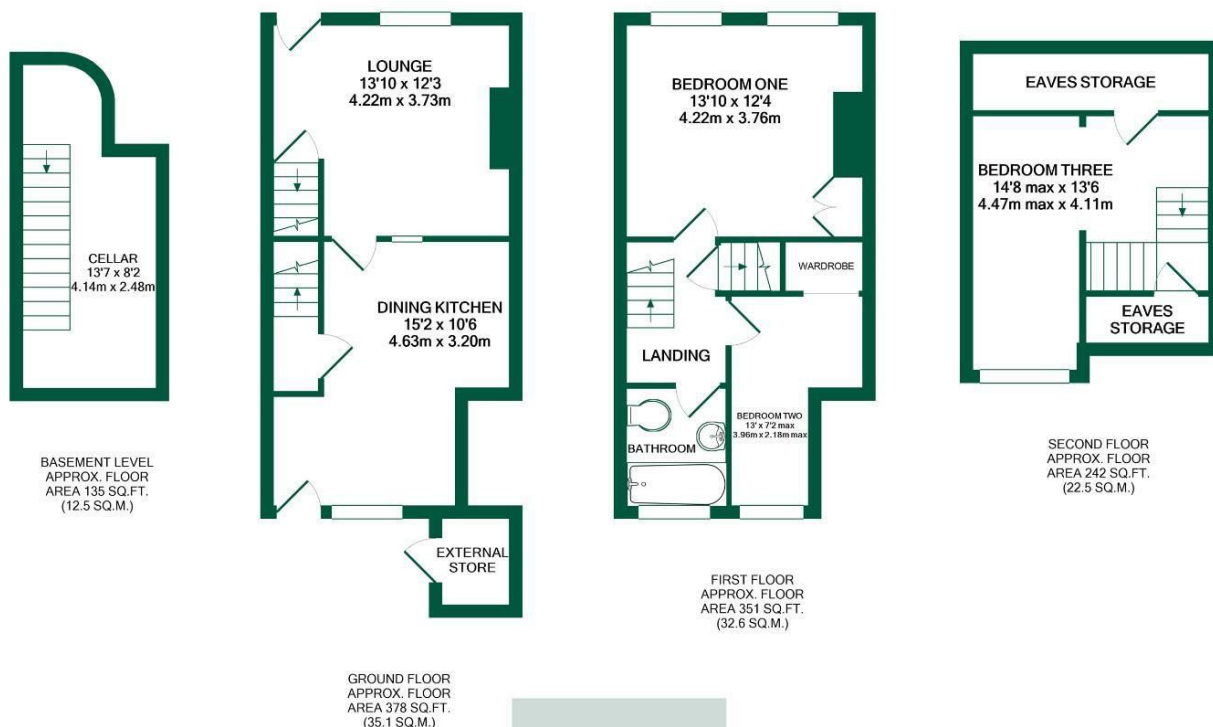 CELLAR
13'7 x 8'2
4.14m x 2.48m
BASEMENT LEVEL
APPROX. FLOOR
AREA 135 SQ.FT.
(12.5 SQ.M.)
LOUNGE
13'10 x 12'3
4.22m x 3.73m
DINING KITCHEN
15'2 x 10'6
4.63m x 3.20m
EXTERNAL
STORE
GROUND FLOOR
APPROX. FLOOR
AREA 378 SQ.FT.
(35.1 SQ.M.)
BEDROOM ONE
13'10 x 12'4
4.22m x 3.76m
WARDROBE
LANDING
BEDROOM TWO
13' x 7'2 max
3.96m x 2.18m max
BATHROOM
FIRST FLOOR
APPROX. FLOOR
AREA 351 SQ.FT.
(32.6 SQ.M.)
EAVES STORAGE
BEDROOM THREE
14'8 max x 13'6
4.47m max x 4.11m
EAVES
STORAGE
SECOND FLOOR
APPROX. FLOOR
AREA 242 SQ.FT.
(22.5 SQ.M.)